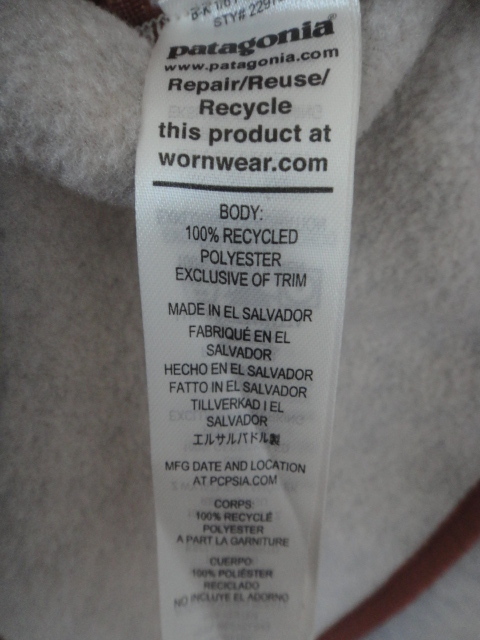 patagonia®
www.patagonia.com
Repair/Reuse/
Recycle
this product at
wornwear.com
BODY:
100% RECYCLED
POLYESTER
EXCLUSIVE OF TRIM
MADE IN EL SALVADOR
FABRIQUÉ EN EL
SALVADOR
HECHO EN EL SALVADOR
FATTO IN EL SALVADOR
TILLVERKAD I EL
SALVADOR
エルサルバドル製
MFG DATE AND LOCATION
AT PCPSIA.COM
CORPS:
100% RECYCLÉ
POLYESTER
A PART LA GARNITURE
CUERPO:
100% POLIÉSTER
RECICLADO
NO INCLUYE EL ADORNO